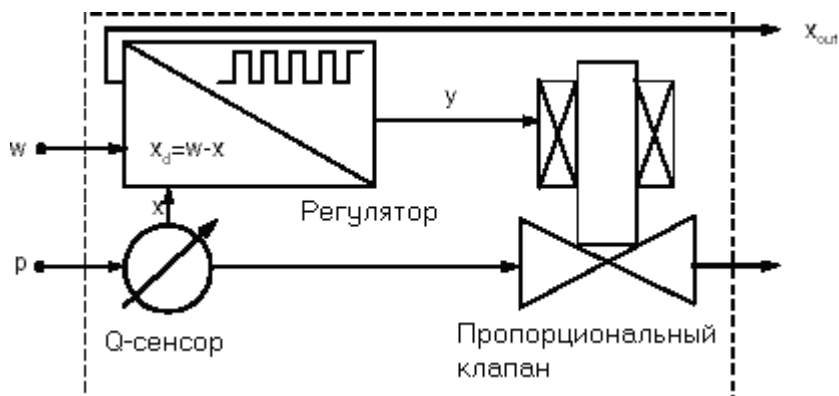 x_out
y
w
x_d=w-x
x
Регулятор
p
Q-сенсор
Пропорциональный
клапан